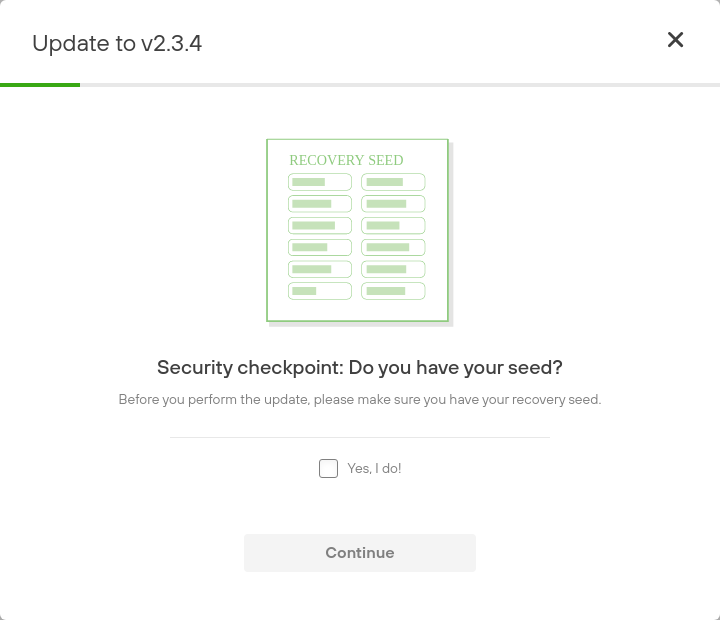 Update to v2.3.4
RECOVERY SEED
Security checkpoint: Do you have your seed?
Before you perform the update, please make sure you have your recovery seed.
Yes, I do!
Continue